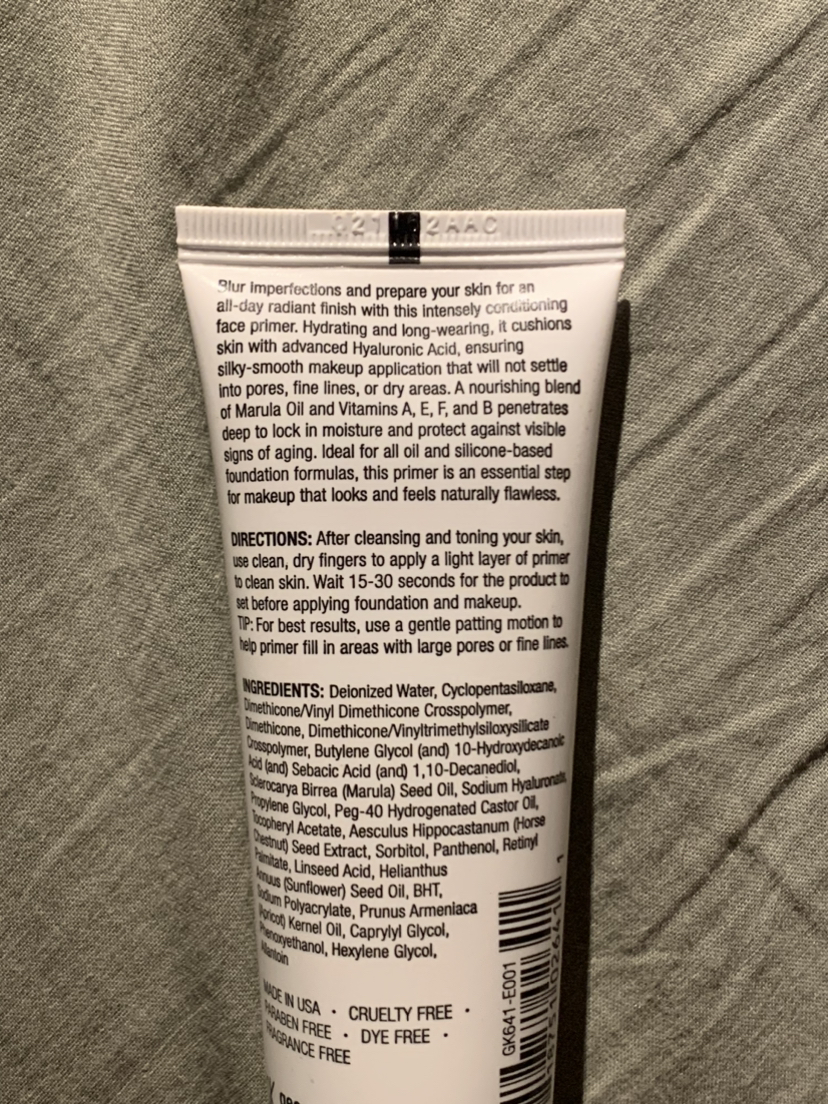 021 2AAC
Blur Imperfections and prepare your skin for an
all-day radiant finish with this intensely conditioning
face primer. Hydrating and long-wearing, it cushions
skin with advanced Hyaluronic Acid, ensuring
silky-smooth makeup application that will not settle
into pores, fine lines, or dry areas. A nourishing blend
of Marula Oil and Vitamins A, E, F, and B penetrates
deep to lock in moisture and protect against visible
signs of aging. Ideal for all oil and silicone-based
foundation formulas, this primer is an essential step
for makeup that looks and feels naturally flawless.
DIRECTIONS: After cleansing and toning your skin,
use clean, dry fingers to apply a light layer of primer
to clean skin. Wait 15-30 seconds for the product to
set before applying foundation and makeup.
TIP: For best results, use a gentle patting motion to
help primer fill in areas with large pores or fine lines.
INGREDIENTS: Deionized Water, Cyclopentasiloxane,
Dimethicone/Vinyl Dimethicone Crosspolymer,
Dimethicone, Dimethicone/Vinyltrimethylsiloxysilicate
Crosspolymer, Butylene Glycol (and) 10-Hydroxydecanoic
Acid (and) Sebacic Acid (and) 1,10-Decanediol,
Sclerocarya Birrea (Marula) Seed Oil, Sodium Hyaluronate,
Propylene Glycol, Peg-40 Hydrogenated Castor Oil,
Tocopheryl Acetate, Aesculus Hippocastanum (Horse
Chestnut) Seed Extract, Sorbitol, Panthenol, Retinyl
Palmitate, Linseed Acid, Helianthus
Annuus (Sunflower) Seed Oil, BHT,
Sodium Polyacrylate, Prunus Armeniaca
(Apricot) Kernel Oil, Caprylyl Glycol,
Phenoxyethanol, Hexylene Glycol,
Allantoin
MADE IN USA • CRUELTY FREE •
PARABEN FREE • DYE FREE •
FRAGRANCE FREE
GK641-E001